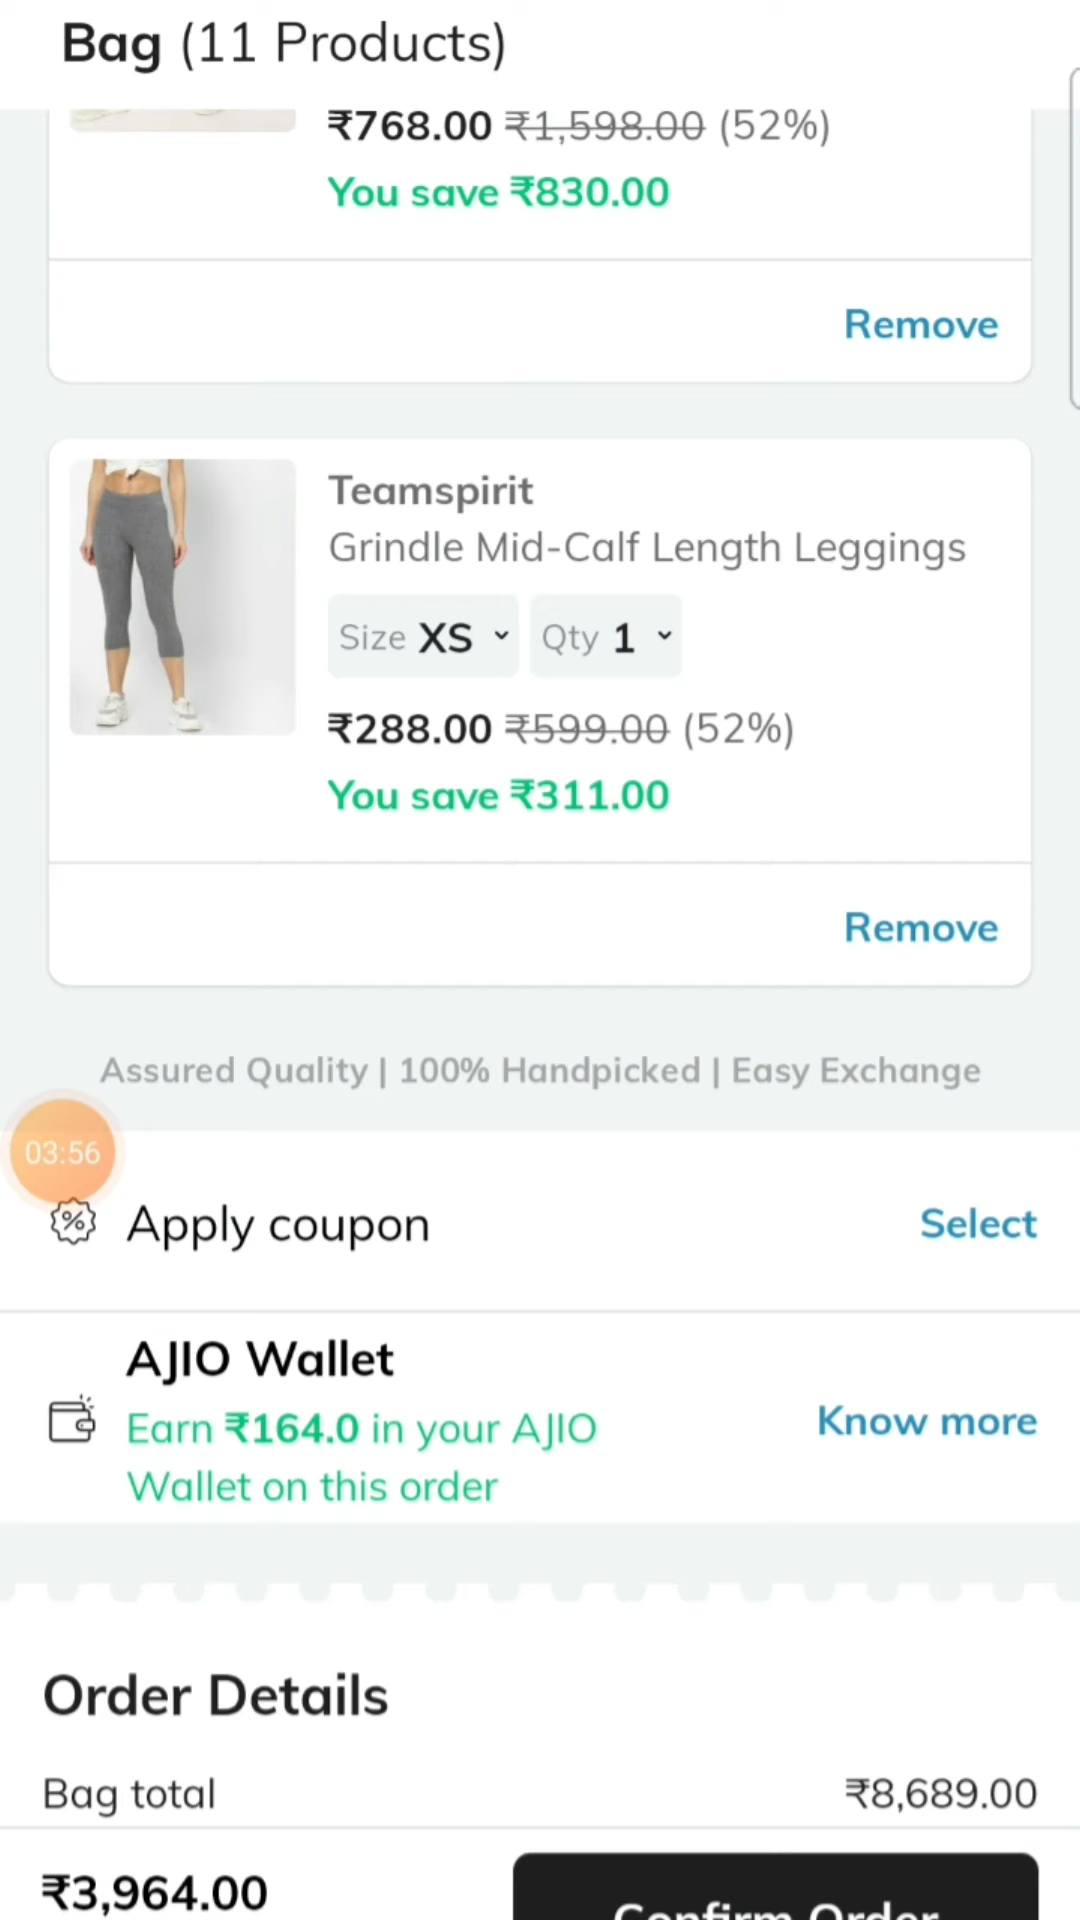 Bag (11 Products)
₹768.00 ₹1,598.00 (52%)
You save ₹830.00
Remove
Teamspirit
Grindle Mid-Calf Length Leggings
Size XS Qty 1
₹288.00 ₹599.00 (52%)
You save ₹311.00
Remove
Assured Quality | 100% Handpicked | Easy Exchange
03:56
% Apply coupon Select
AJIO Wallet
Earn ₹164.0 in your AJIO
Wallet on this order
Know more
Order Details
Bag total ₹8,689.00
₹3,964.00 Confirm Order